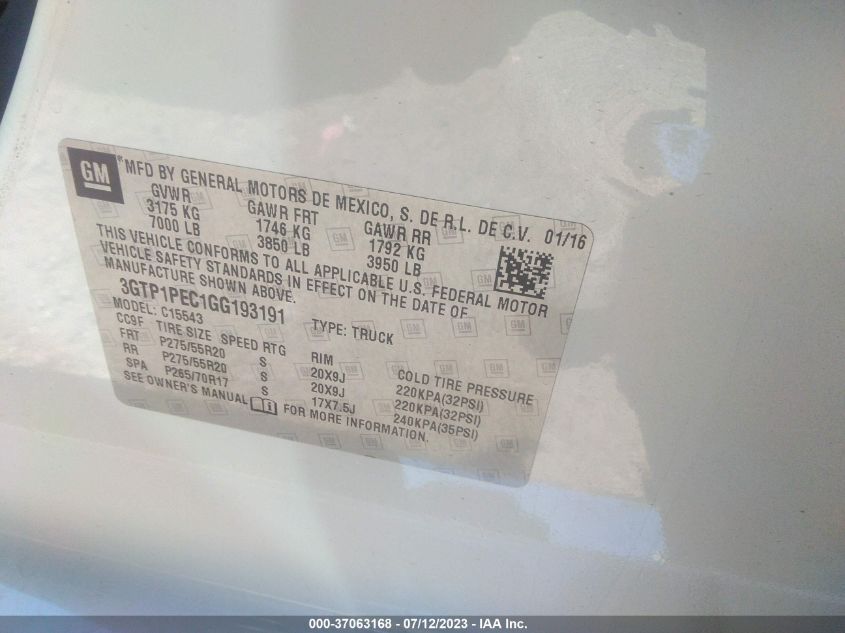 GM
*MFD BY GENERAL MOTORS DE MEXICO, S. DE R.L. DE C.V. 01/16
GVWR GAWR FRT GAWR RR
3175 KG 1746 KG 1792 KG
7000 LB 3850 LB 3950 LB
THIS VEHICLE CONFORMS TO ALL APPLICABLE U.S. FEDERAL MOTOR
VEHICLE SAFETY STANDARDS IN EFFECT ON THE DATE OF
MANUFACTURE SHOWN ABOVE.
3GTP1PEC1GG193191 TYPE: TRUCK
MODEL: C15543
CC9F TIRE SIZE SPEED RTG RIM COLD TIRE PRESSURE
FRT P275/55R20 S 20X9J 220KPA(32PSI)
RR P275/55R20 S 20X9J 220KPA(32PSI)
SPA P265/70R17 S 17X7.5J 240KPA(35PSI)
SEE OWNER'S MANUAL FOR MORE INFORMATION.
000-37063168 - 07/12/2023 - IAA Inc.